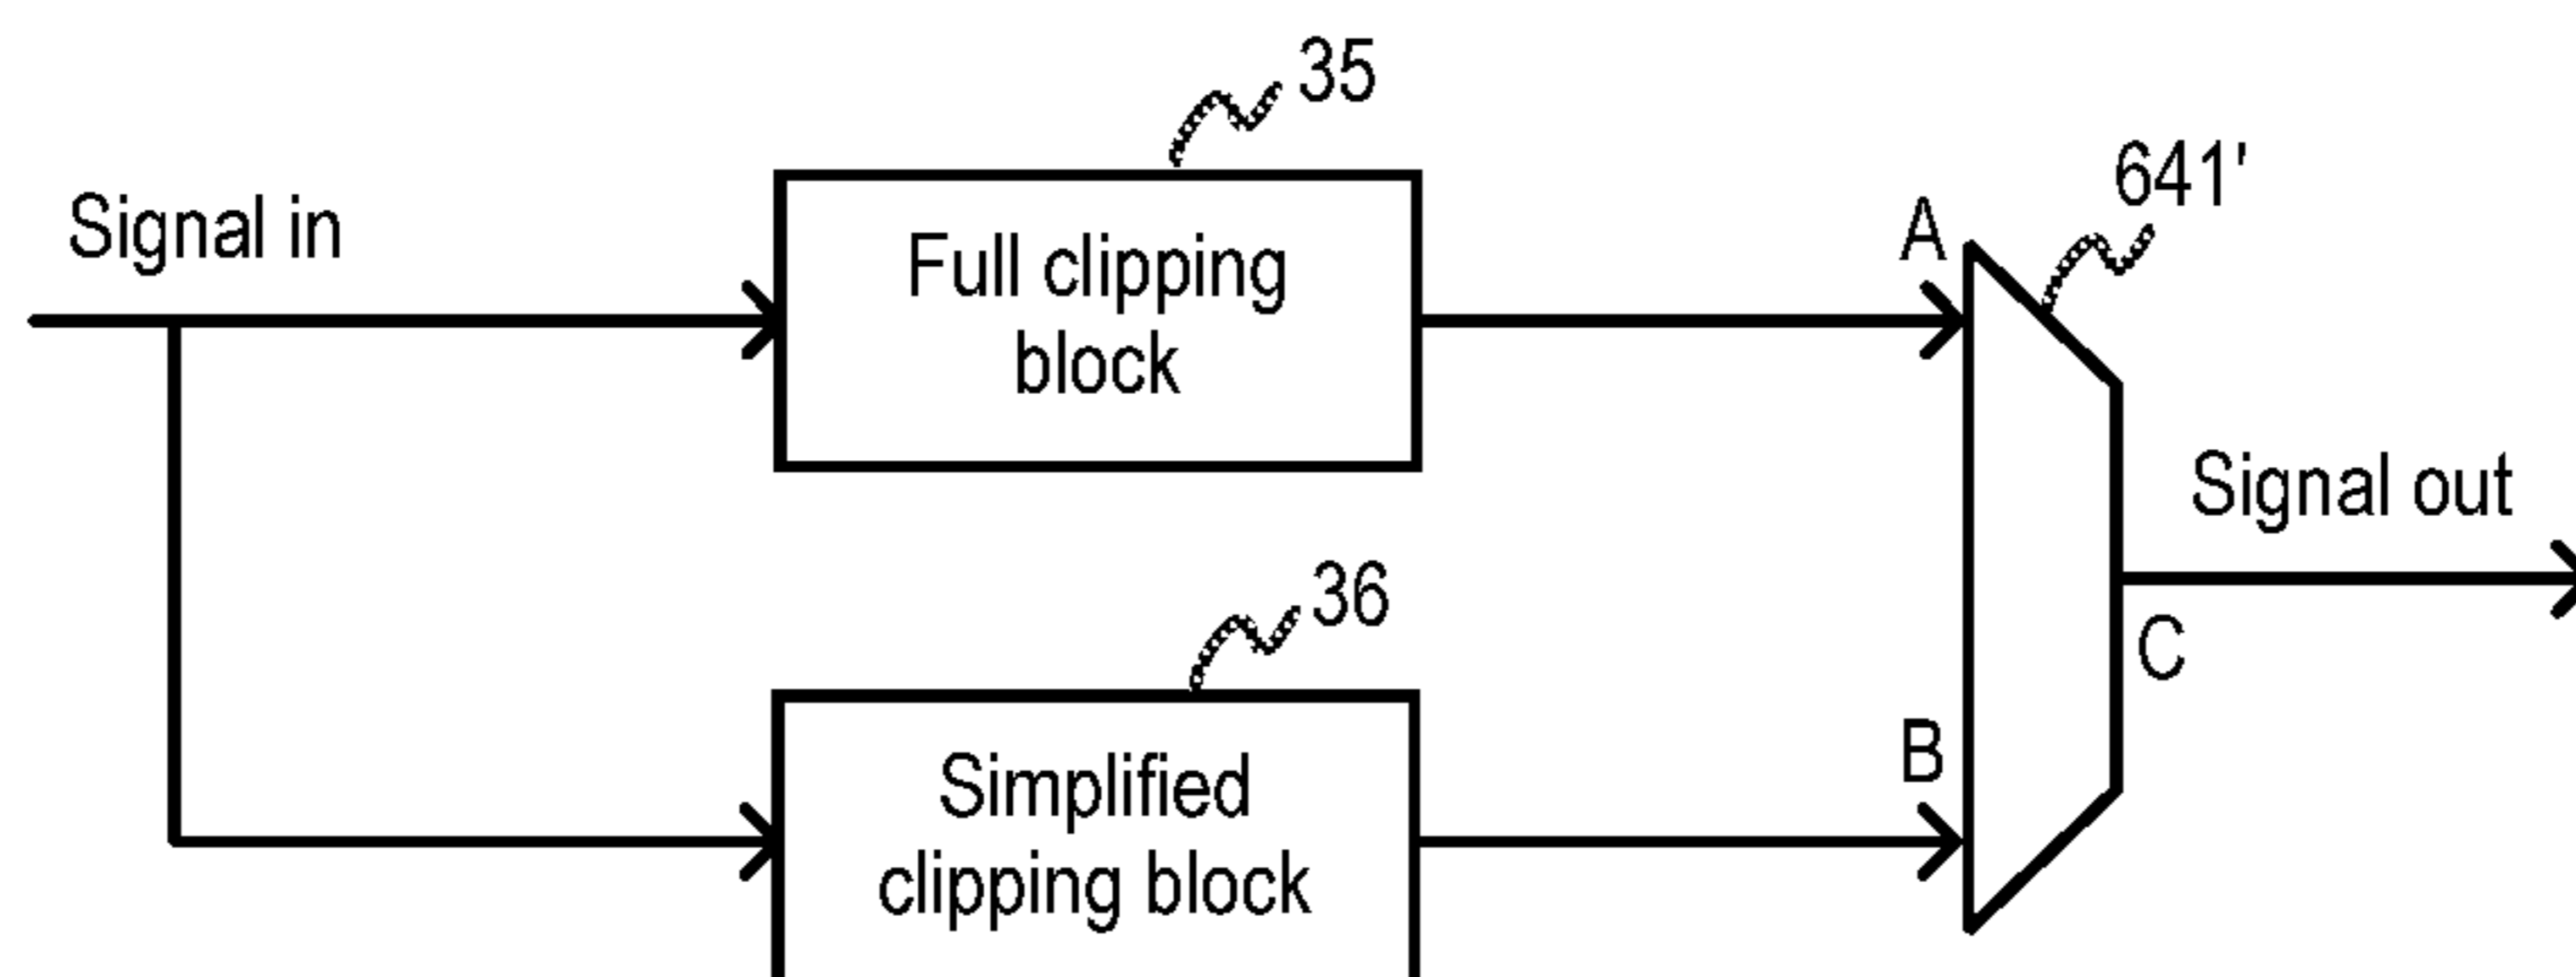 35
641'
Signal in
A
Full clipping
block
Signal out
36
C
B
Simplified
clipping block